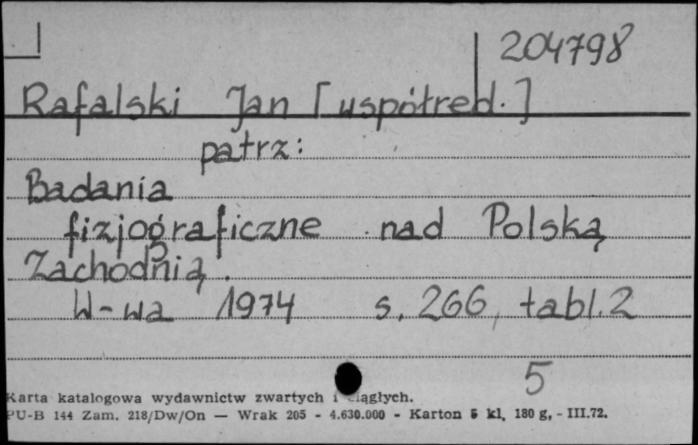 204798
Rafalski Jan [uspółred.]
patrz:
Badania
fizjograficzne nad Polską
Zachodnią.
W-wa 1974 s. 266, tabl. 2
5
Karta katalogowa wydawnictw zwartych i ciągłych.
PU-B 144 Zam. 218/Dw/On — Wrak 205 - 4.630.000 - Karton 5 kl. 180 g, - III.72.